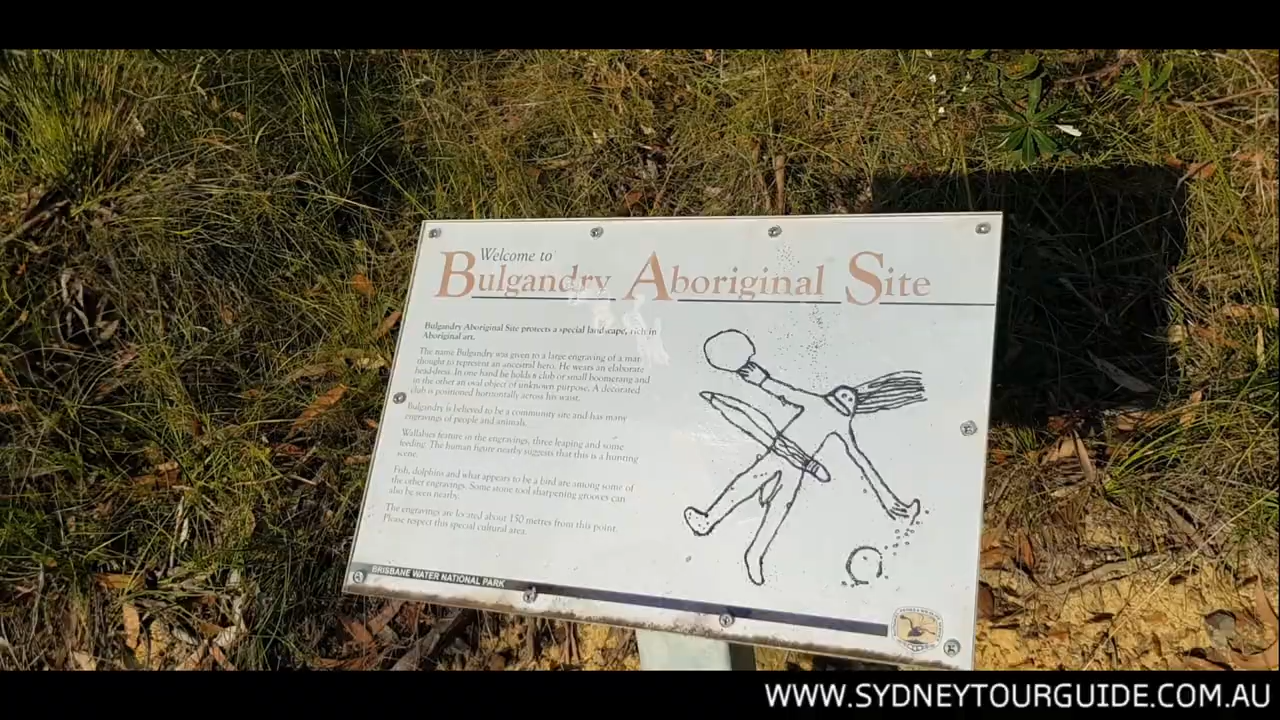 Welcome to
Bulgandry Aboriginal Site
Bulgandry Aboriginal Site protects a special landscape, rich in
Aboriginal art.
The name Bulgandry was given to a large engraving of a man
thought to represent an ancestral hero. He wears an elaborate
headdress. In one hand he holds a club or small boomerang and
in the other an oval object of unknown purpose. A decorated
club is positioned horizontally across his waist.
Bulgandry is believed to be a community site and has many
engravings of people and animals.
Wallabies feature in the engravings, three leaping and some
feeding. The human figure nearby suggests that this is a hunting
scene.
Fish, dolphins and what appears to be a bird are among some of
the other engravings. Some stone tool sharpening grooves can
also be seen nearby.
The engravings are located about 150 metres from this point.
Please respect this special cultural area.
BRISBANE WATER NATIONAL PARK
WWW.SYDNEYTOURGUIDE.COM.AU